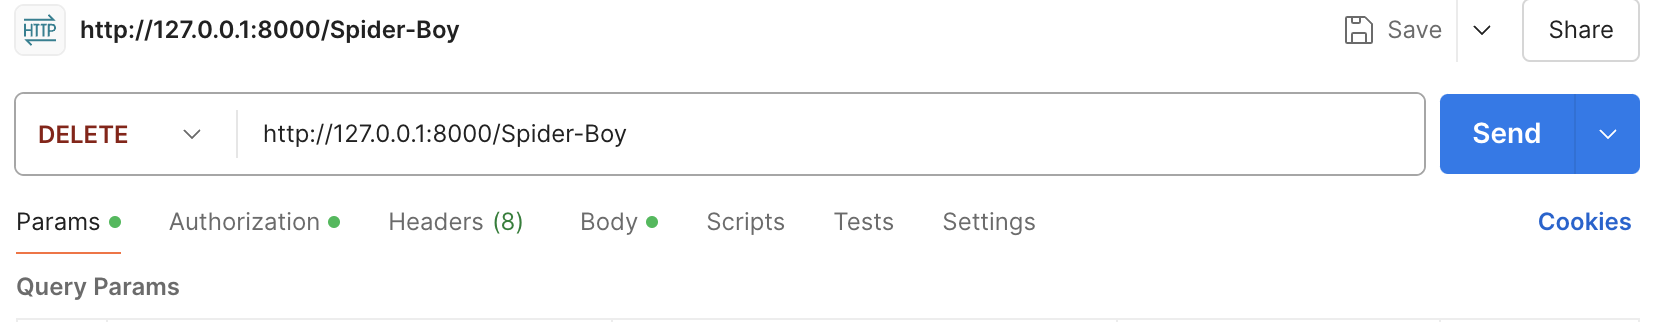 HTTP http://127.0.0.1:8000/Spider-Boy Save Share
DELETE http://127.0.0.1:8000/Spider-Boy Send
Params Authorization Headers (8) Body Scripts Tests Settings Cookies
Query Params